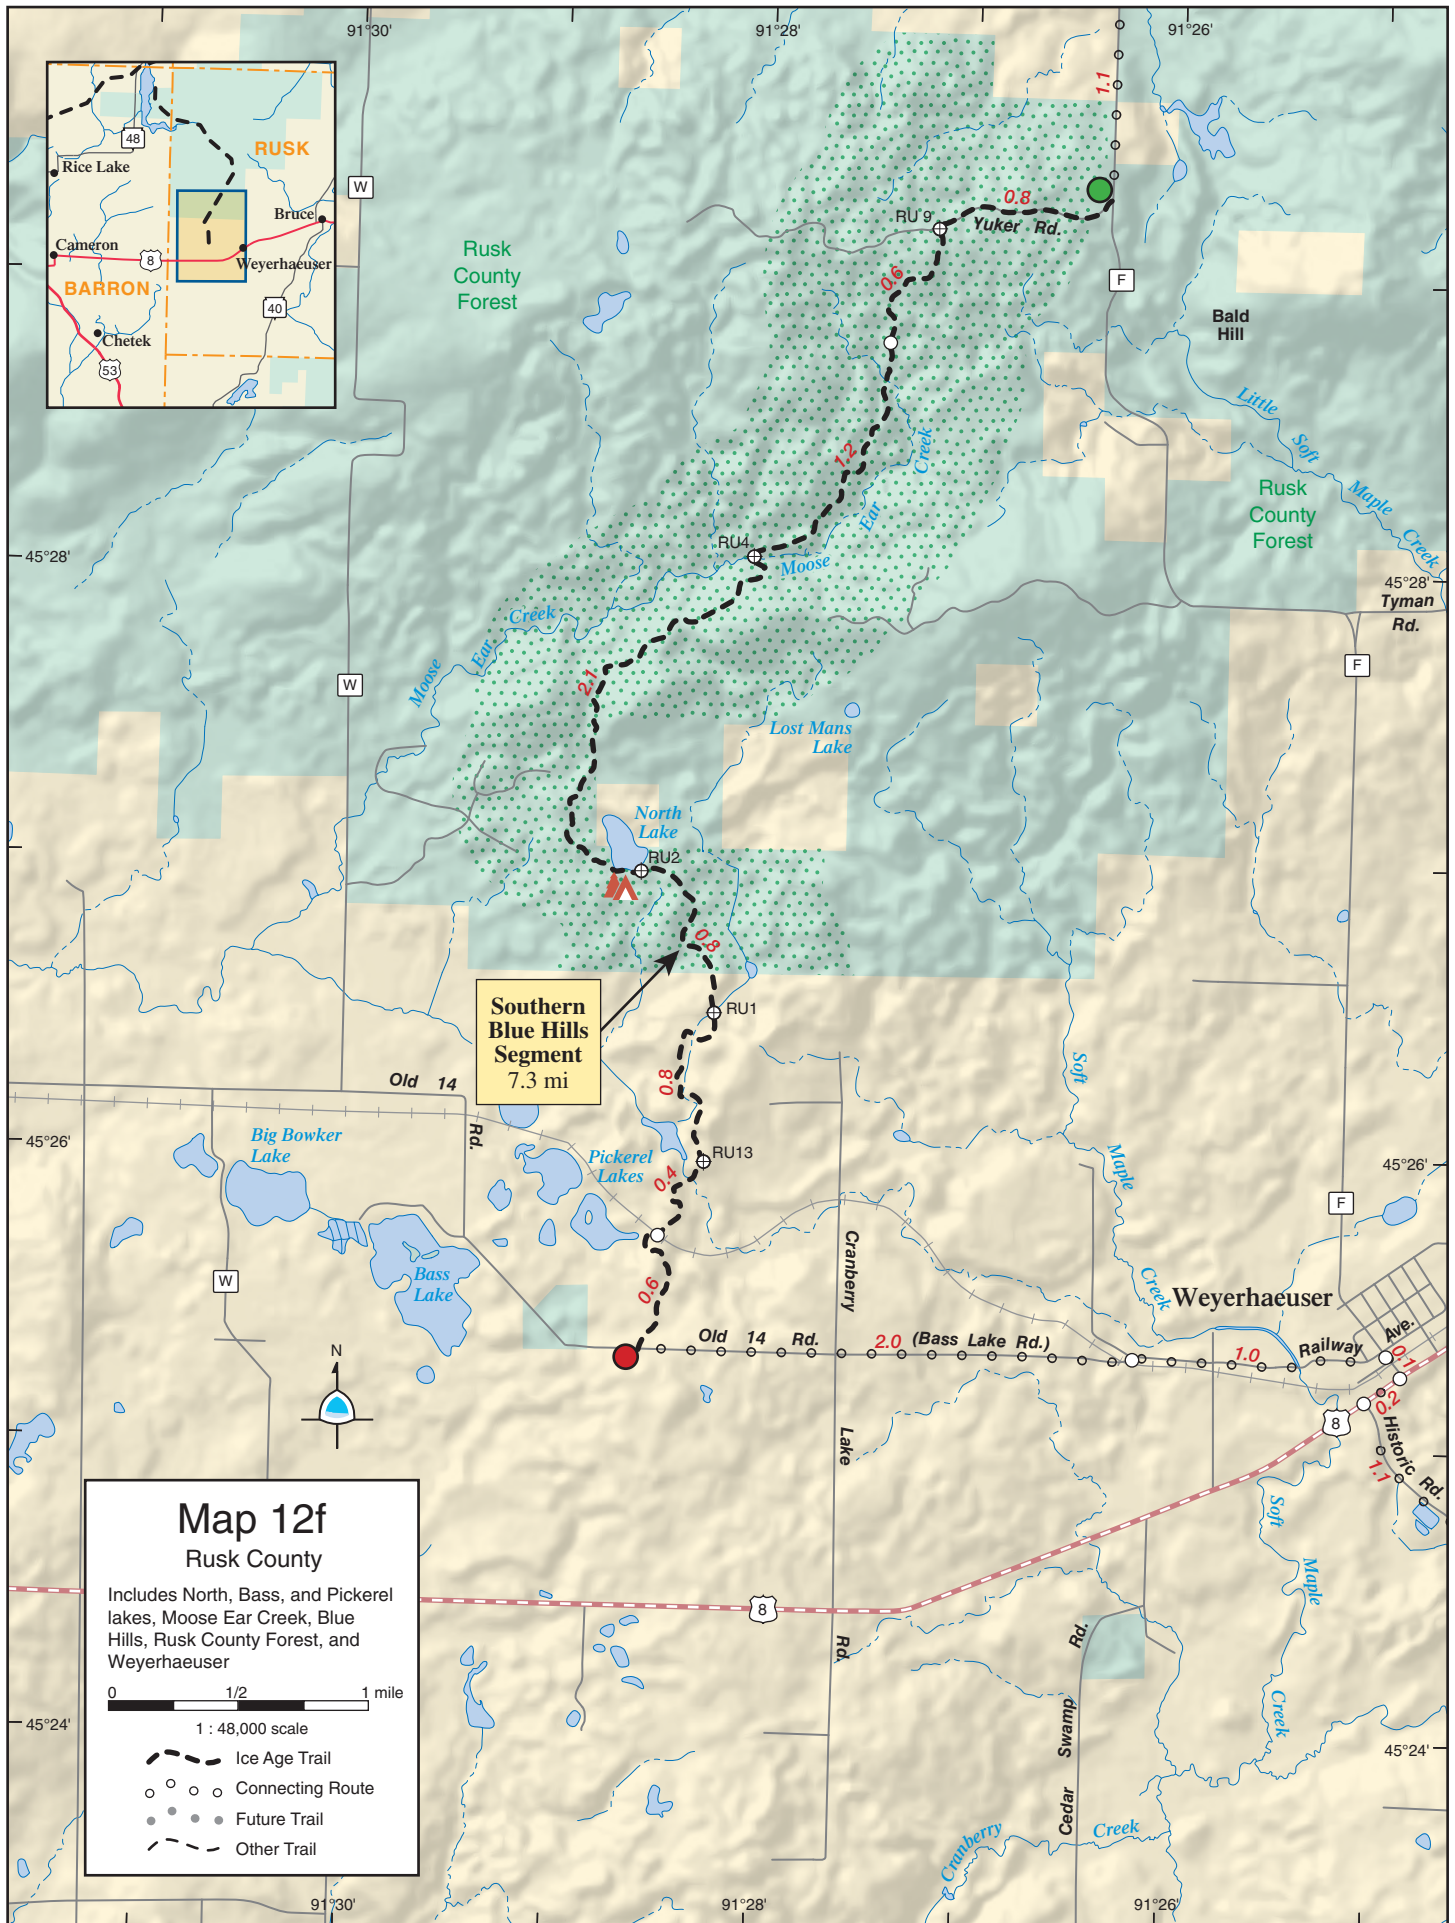 91°30'
91°28'
91°26'
1.1
48
RUSK
Rice Lake
Bruce
Cameron
8
Weyerhaeuser
BARRON
40
Chetek
53
W
Rusk
County
Forest
RU 9
0.8
Yuker Rd.
0.6
F
Bald
Hill
Little
Soft
Maple
Creek
1.2
Creek
Ear
Moose
Rusk
County
Forest
RU4
45°28'
45°28'
Tyman
Rd.
Creek
Ear
Moose
W
2.1
F
Lost Mans
Lake
North
Lake
RU2
0.8
Southern
Blue Hills
Segment
7.3 mi
RU1
Old 14
Rd.
0.8
Soft
Maple
Creek
45°26'
45°26'
Big Bowker
Lake
Pickerel
Lakes
RU13
0.4
F
W
Bass
Lake
0.6
Cranberry
Lake
Rd.
Weyerhaeuser
Old 14 Rd.
2.0
(Bass Lake Rd.)
1.0
Railway
Ave.
0.1
0.2
8
Historic Rd.
1.1
N
Soft
Maple
Creek
Map 12f
Rusk County
Includes North, Bass, and Pickerel
lakes, Moose Ear Creek, Blue
Hills, Rusk County Forest, and
Weyerhaeuser
0 1/2 1 mile
1 : 48,000 scale
Ice Age Trail
Connecting Route
Future Trail
Other Trail
8
Cedar Swamp Rd.
45°24'
45°24'
Cranberry
Creek
91°30'
91°28'
91°26'